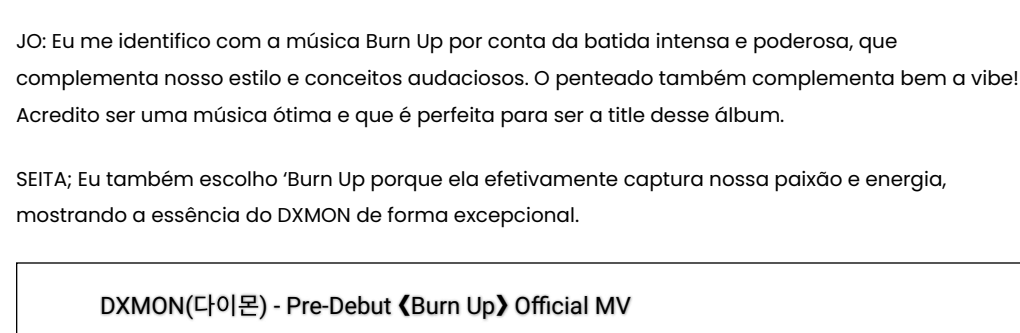 JO: Eu me identifico com a música Burn Up por conta da batida intensa e poderosa, que
complementa nosso estilo e conceitos audaciosos. O penteado também complementa bem a vibe!
Acredito ser uma música ótima e que é perfeita para ser a title desse álbum.
SEITA; Eu também escolho ‘Burn Up porque ela efetivamente captura nossa paixão e energia,
mostrando a essência do DXMON de forma excepcional.
DXMON(다이몬) - Pre-Debut 《Burn Up》 Official MV